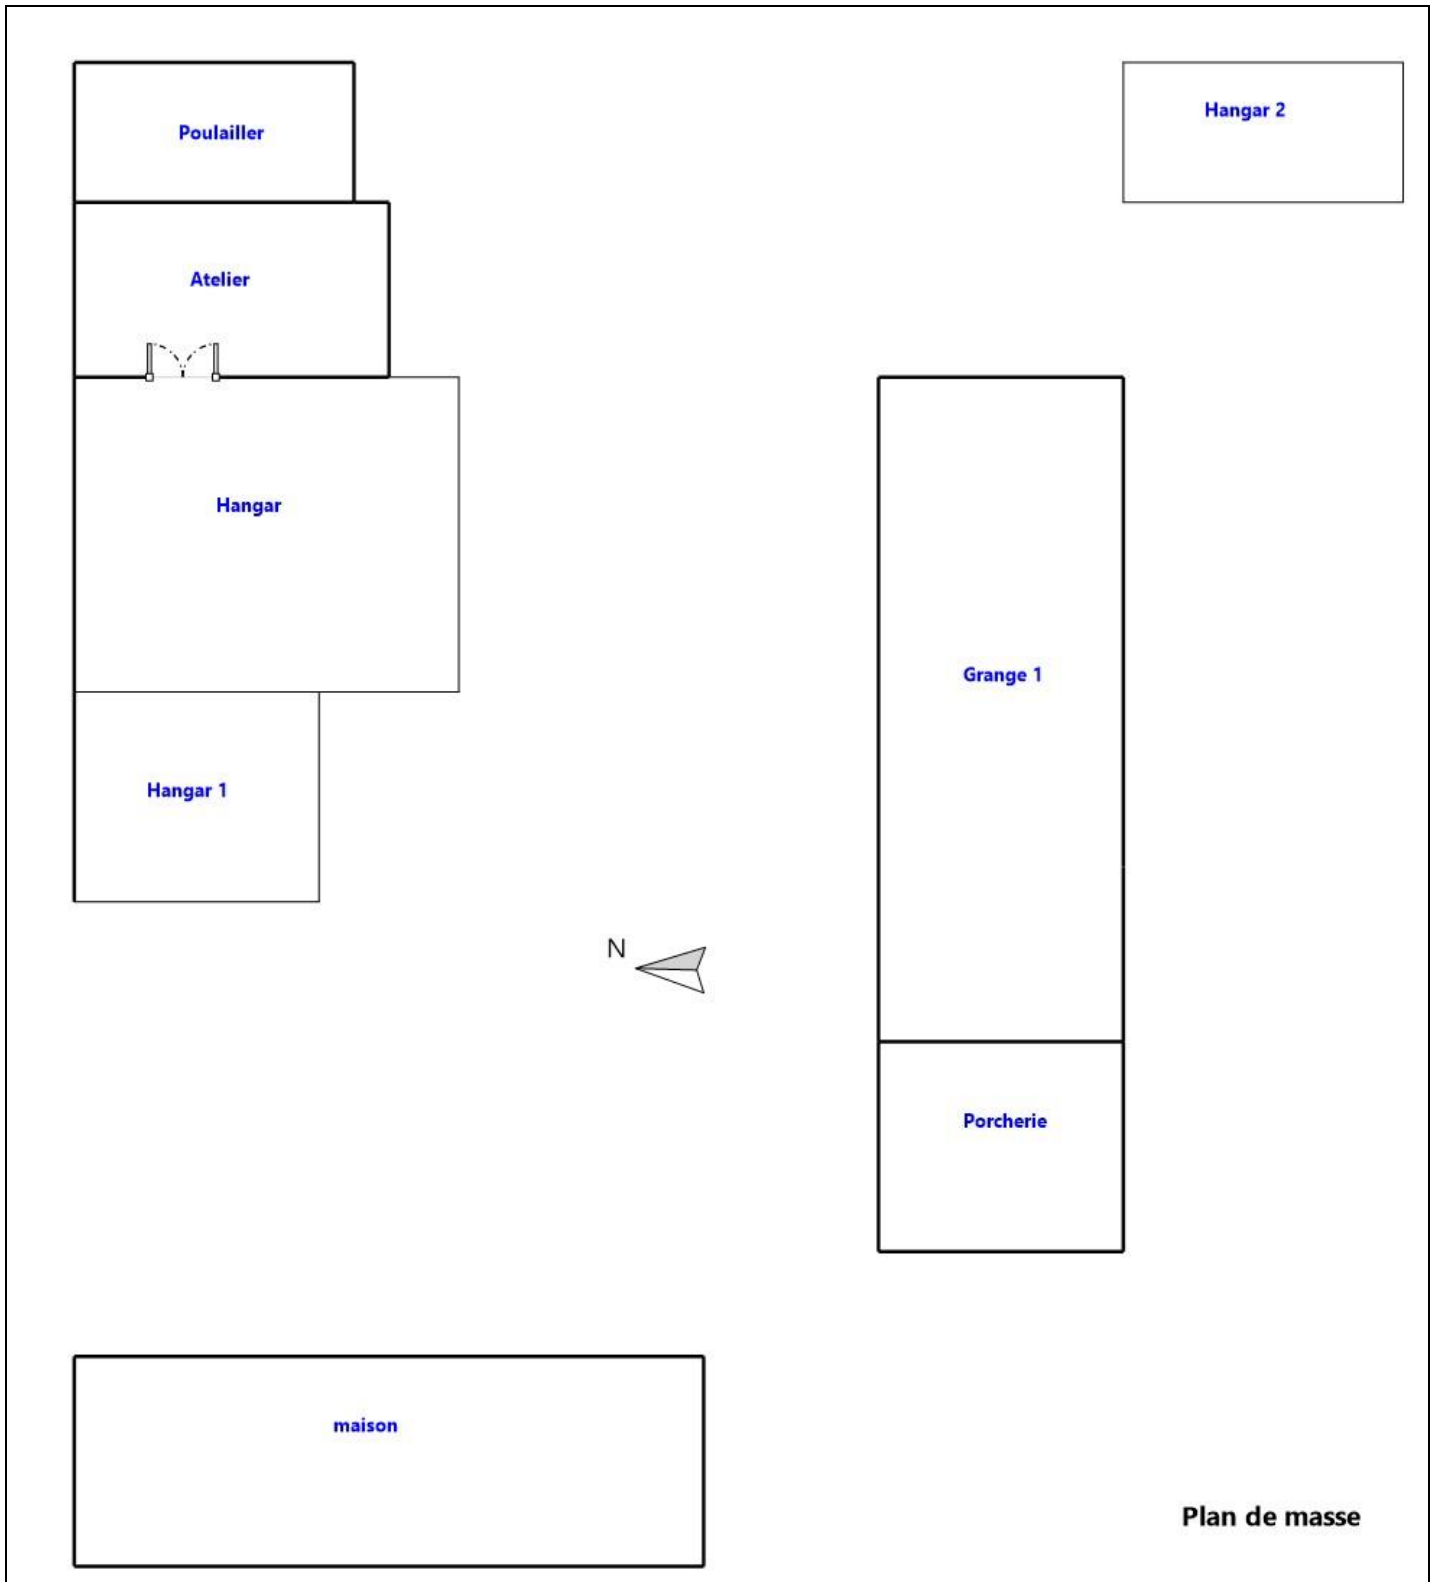 Poulailler
Hangar 2
Atelier
Hangar
Grange 1
Hangar 1
N
Porcherie
maison
Plan de masse